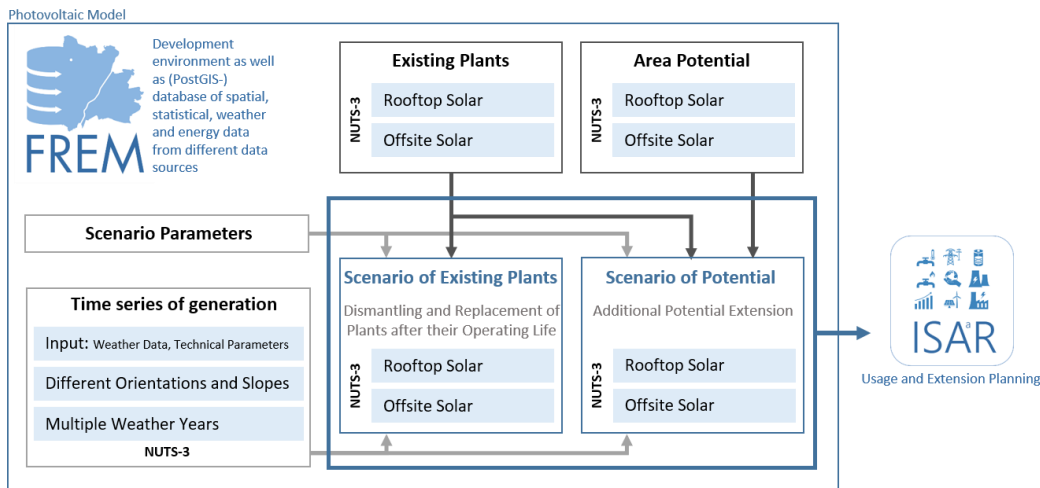 Photovoltaic Model
FREM
Development
environment as well
as (PostGIS-)
database of spatial,
statistical, weather
and energy data
from different data
sources
Existing Plants
NUTS-3
Rooftop Solar
Offsite Solar
Area Potential
NUTS-3
Rooftop Solar
Offsite Solar
Scenario Parameters
Time series of generation
Input: Weather Data, Technical Parameters
Different Orientations and Slopes
Multiple Weather Years
NUTS-3
Scenario of Existing Plants
Dismantling and Replacement of
Plants after their Operating Life
NUTS-3
Rooftop Solar
Offsite Solar
Scenario of Potential
Additional Potential Extension
NUTS-3
Rooftop Solar
Offsite Solar
ISAaR
Usage and Extension Planning